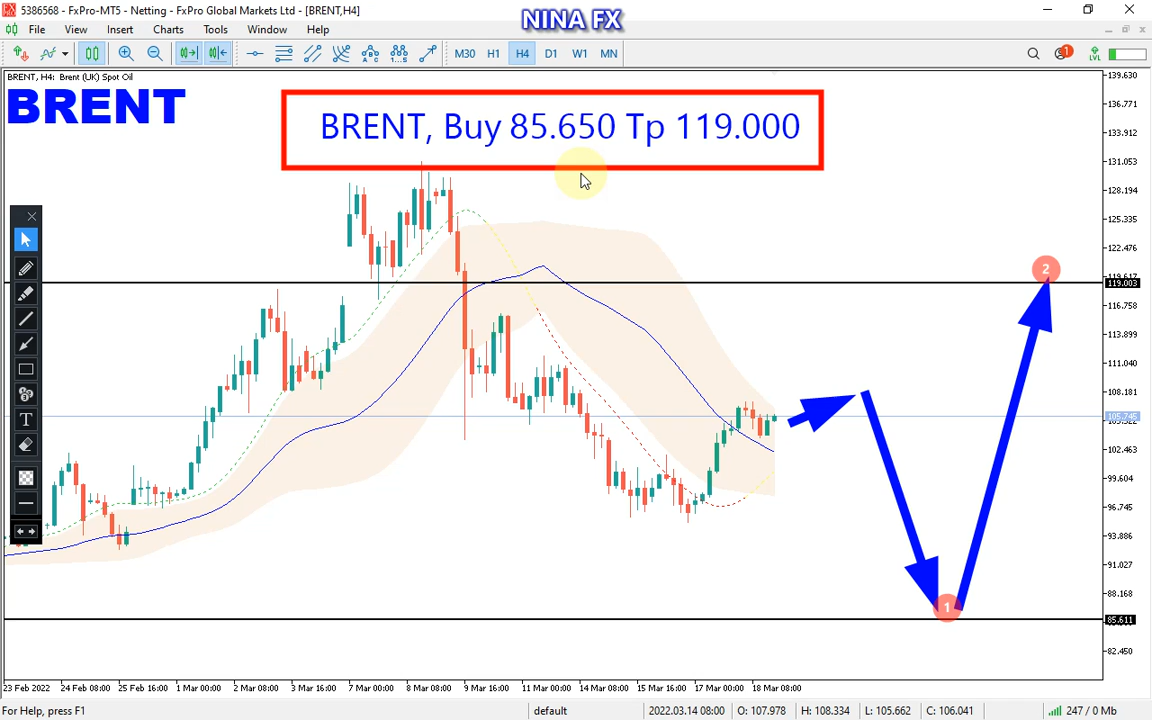 5386568 - FxPro-MT5 - Netting - FxPro Global Markets Ltd - [BRENT,H4]
NINA FX
File View Insert Charts Tools Window Help
M30 H1 H4 D1 W1 MN
1
LVL
BRENT, H4: Brent (UK) Spot Oil
BRENT
BRENT, Buy 85.650 Tp 119.000
139.630
136.771
133.912
131.053
128.194
125.335
122.476
119.617
119.003
116.758
113.899
111.040
108.181
105.745
105.322
102.463
99.604
96.745
93.886
91.027
88.168
85.611
82.450
2
1
T
23 Feb 2022 24 Feb 08:00 25 Feb 16:00 1 Mar 00:00 2 Mar 08:00 3 Mar 16:00 7 Mar 00:00 8 Mar 08:00 9 Mar 16:00 11 Mar 00:00 14 Mar 08:00 15 Mar 16:00 17 Mar 00:00 18 Mar 08:00
For Help, press F1 default 2022.03.14 08:00 O: 107.978 H: 108.334 L: 105.662 C: 106.041 247 / 0 Mb